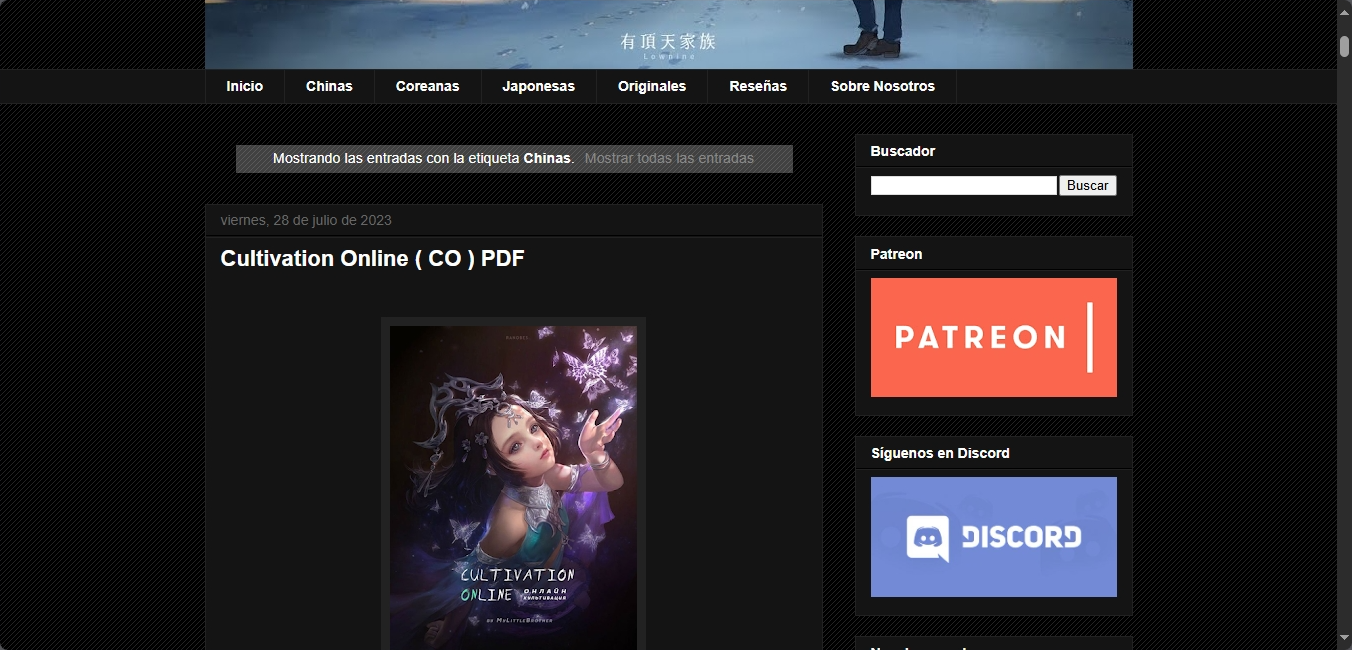 有頂天家族
Inicio
Chinas
Coreanas
Japonesas
Originales
Reseñas
Sobre Nosotros
Mostrando las entradas con la etiqueta Chinas. Mostrar todas las entradas
viernes, 28 de julio de 2023
Cultivation Online ( CO ) PDF
CULTIVATION
ONLINE ОНЛАЙН
КУЛЬТИВАЦИЯ
BY MYLITTLEBROTHER
Buscador
Buscar
Patreon
PATREON
Síguenos en Discord
DISCORD